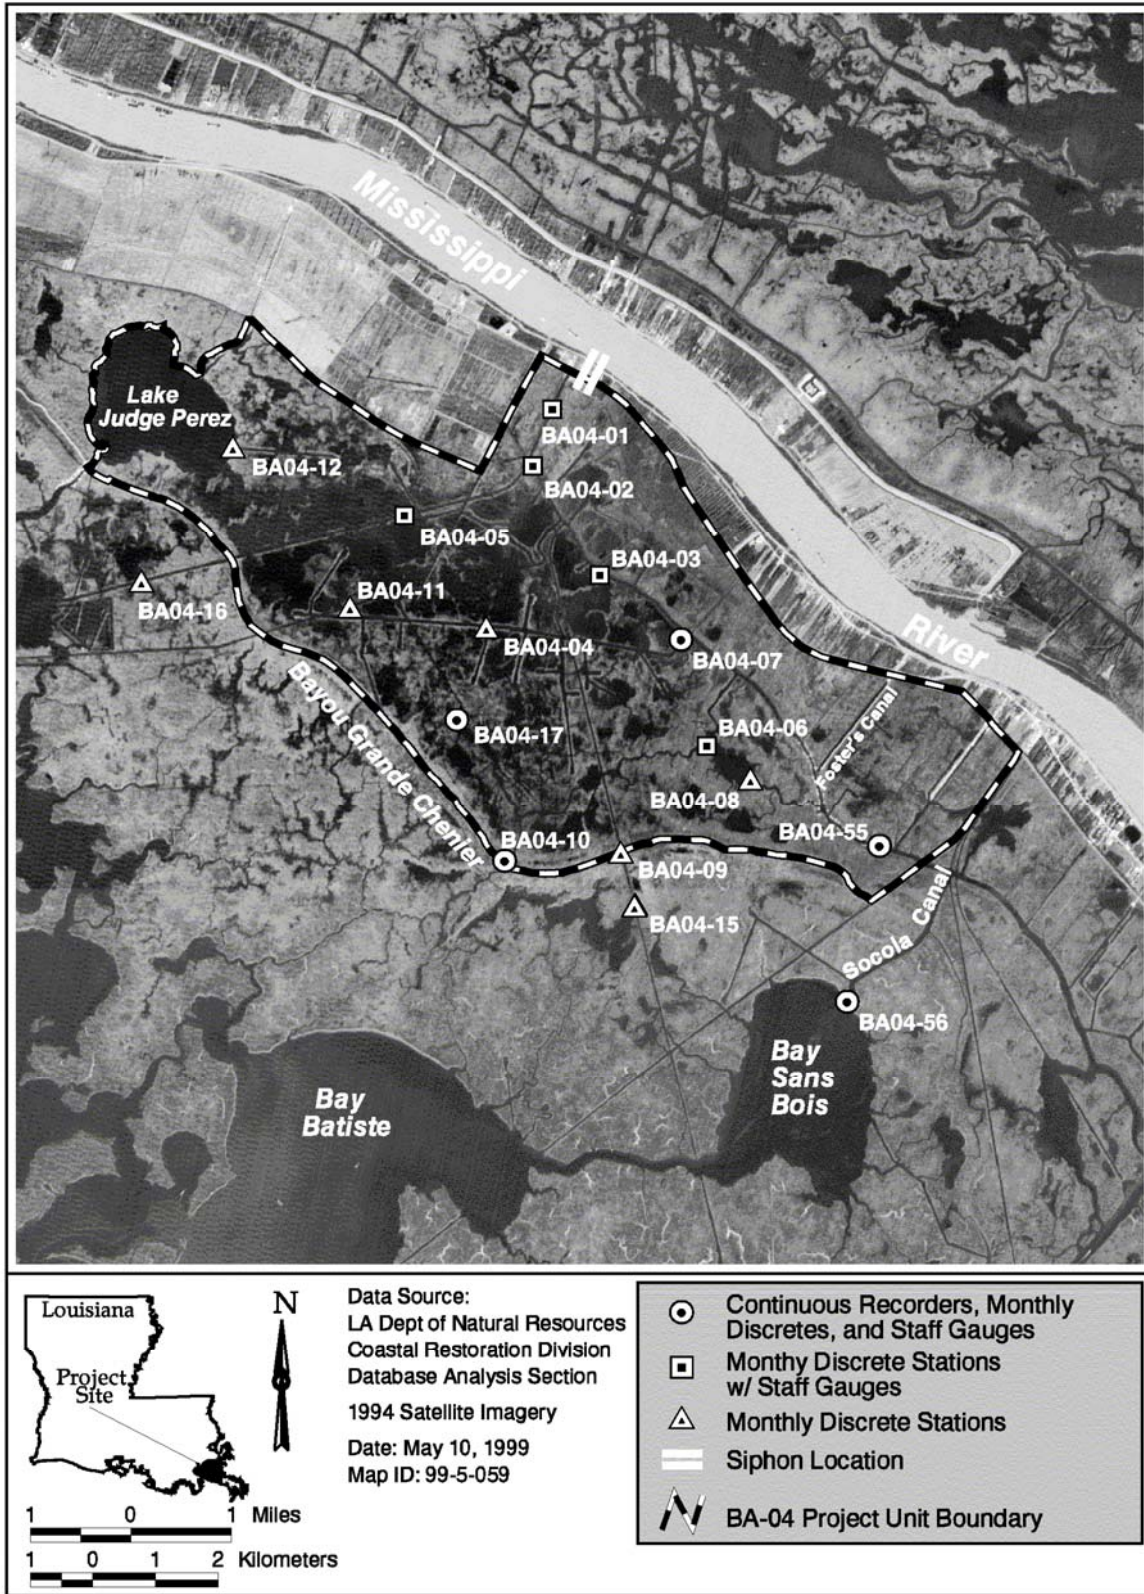 Mississippi
River
Lake
Judge Perez
BA04-12
BA04-01
BA04-02
BA04-05
BA04-03
BA04-11
BA04-16
BA04-04
BA04-07
Bayou Grande Chenier
BA04-17
BA04-06
Foster's Canal
BA04-08
BA04-55
BA04-10
BA04-09
BA04-15
Socola Canal
BA04-56
Bay
Sans
Bois
Bay
Batiste
Louisiana
Project
Site
N
1 0 1 Miles
1 0 1 2 Kilometers
Data Source:
LA Dept of Natural Resources
Coastal Restoration Division
Database Analysis Section
1994 Satellite Imagery
Date: May 10, 1999
Map ID: 99-5-059
Continuous Recorders, Monthly
Discretes, and Staff Gauges
Monthy Discrete Stations
w/ Staff Gauges
Monthly Discrete Stations
Siphon Location
BA-04 Project Unit Boundary